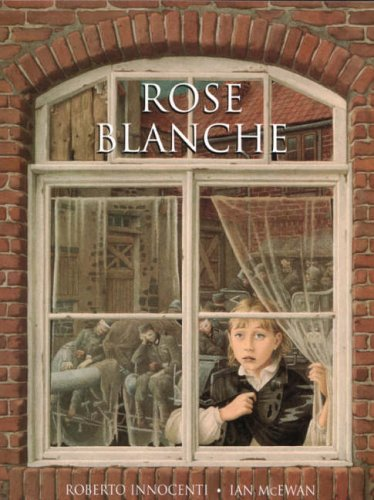 ROSE
BLANCHE
ROBERTO INNOCENTI • IAN McEWAN